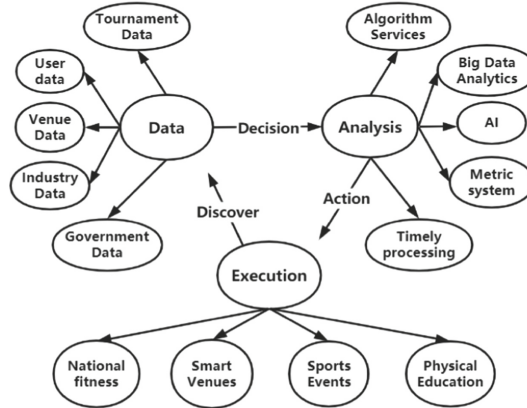 Tournament
Data
Algorithm
Services
User
data
Big Data
Analytics
Venue
Data
Data
Decision
Analysis
AI
Industry
Data
Metric
system
Discover
Action
Government
Data
Timely
processing
Execution
National
fitness
Smart
Venues
Sports
Events
Physical
Education